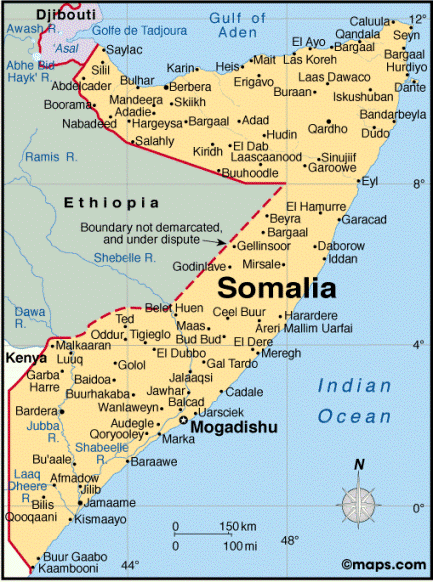 Djibouti
Awash R.
Golfe de Tadjoura
Gulf of
Aden
12°
Caluula
Qandala
Seyn
El Ayo
Bargaal
Asal
Saylac
Abhe Bid
Hayk' R.
Silil
Karin
Heis
Mait
Las Koreh
Bargaal
Hurdiyo
Abdelcader
Bulhar
Berbera
Erigavo
Laas Dawaco
Dante
Boorama
Mandeera
Skiikh
Buraan
Iskushuban
Adadie
Bandarbeyla
Nabadeed
Hargeysa
Bargaal
Adad
Qardho
Hudin
Dudo
Salahly
Kiridh
El Dab
Ramis R.
Laascaanood
Sinujiif
Garoowe
Buuhoodle
Eyl
8°
Ethiopia
El Hamurre
Boundary not demarcated,
and under dispute
Beyra
Garacad
Bargaal
Gellinsoor
Daborow
Shebelle R.
Godinlave
Mirsale
Iddan
Somalia
Dawa
R.
Belet Huen
Ted
Ceel Buur
Harardere
Maas
Areri Mallim Uarfai
Oddur
Tigieglo
Bud Bud
4°
Kenya
Malkaaran
El Dere
Luuq
El Dubbo
Meregh
Garba
Harre
Golol
Gal Tardo
Baidoa
Jalaaqsi
Indian
Ocean
Buurhakaba
Jawhar
Cadale
Bardera
Wanlaweyn
Balcad
Uarsciek
Jubba
R.
Audegle
Mogadishu
Qoryooley
Marka
Shabeelle
R.
Bu'aale
Baraawe
Laaq
Dheere
R.
Afmadow
Jilib
N
Bilis
Jamaame
0°
Qooqaani
Kismaayo
0 150 km
0 100 mi
Buur Gaabo
Kaambooni
44°
48°
©maps.com